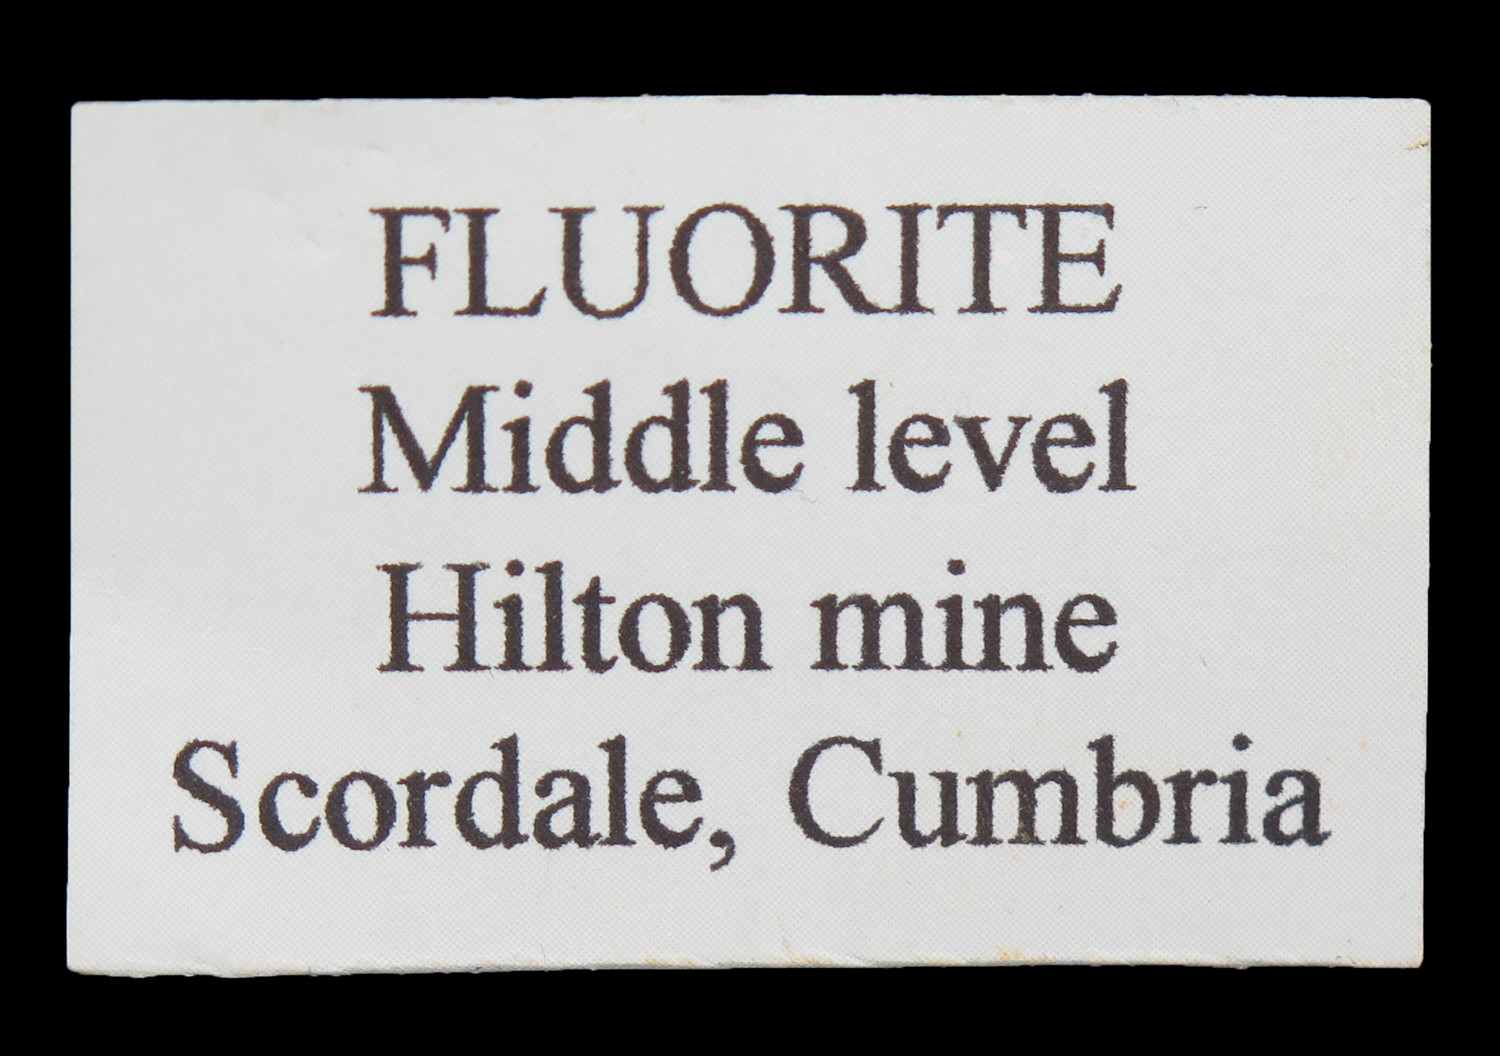 FLUORITE
Middle level
Hilton mine
Scordale, Cumbria